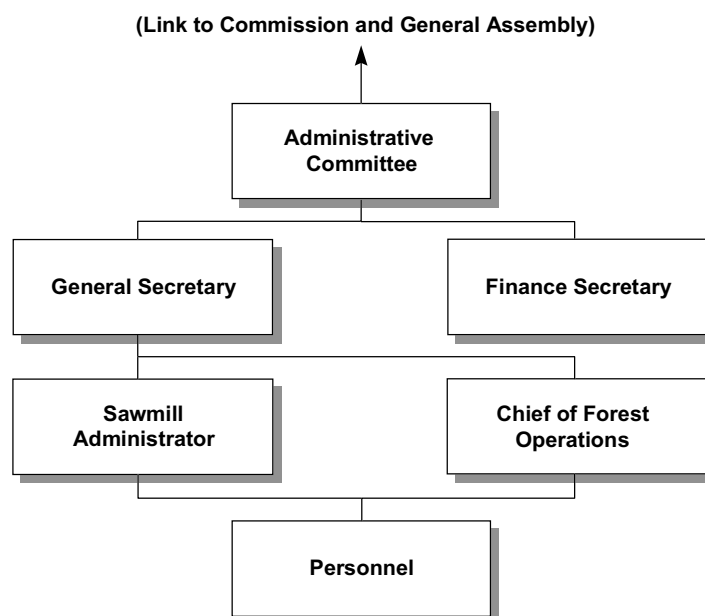 (Link to Commission and General Assembly)
Administrative
Committee
General Secretary
Finance Secretary
Sawmill
Administrator
Chief of Forest
Operations
Personnel